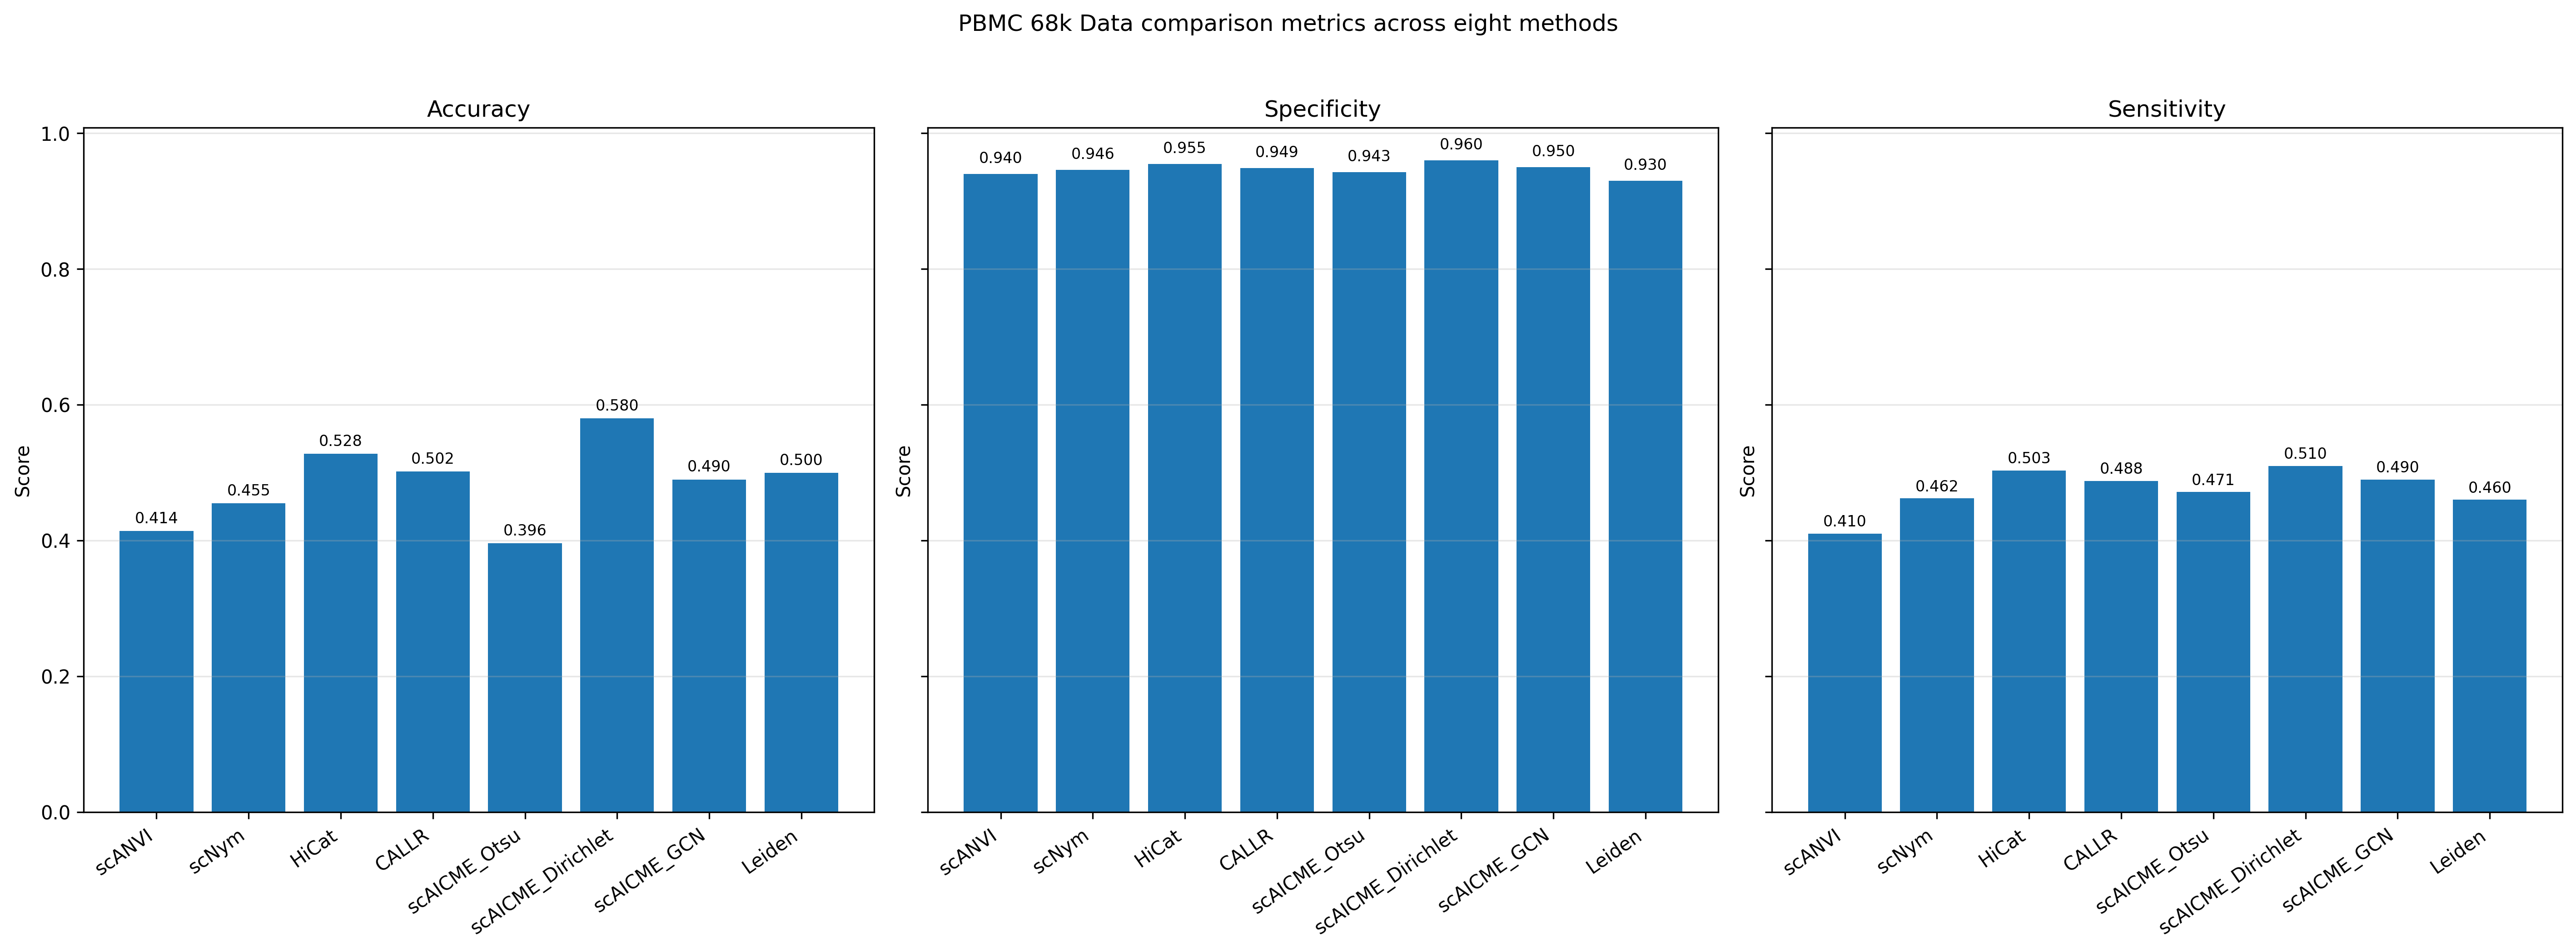 PBMC 68k Data comparison metrics across eight methods
Accuracy
Score
1.0
0.8
0.6
0.4
0.2
0.0
0.414
0.455
0.528
0.502
0.396
0.580
0.490
0.500
scANVI
scNym
HiCat
CALLR
scAICME_Otsu
scAICME_Dirichlet
scAICME_GCN
Leiden
Specificity
Score
0.940
0.946
0.955
0.949
0.943
0.960
0.950
0.930
scANVI
scNym
HiCat
CALLR
scAICME_Otsu
scAICME_Dirichlet
scAICME_GCN
Leiden
Sensitivity
Score
0.410
0.462
0.503
0.488
0.471
0.510
0.490
0.460
scANVI
scNym
HiCat
CALLR
scAICME_Otsu
scAICME_Dirichlet
scAICME_GCN
Leiden